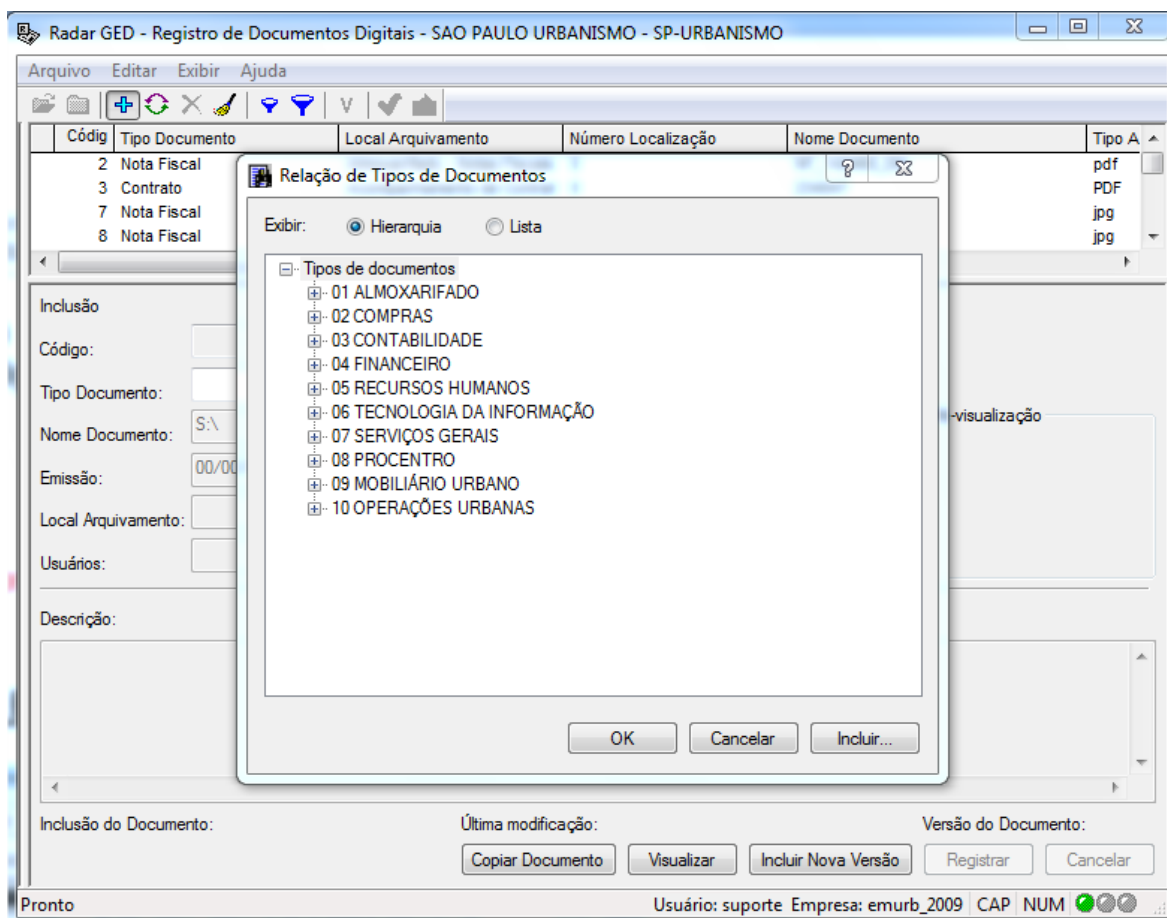 Radar GED - Registro de Documentos Digitais - SAO PAULO URBANISMO - SP-URBANISMO
Arquivo Editar Exibir Ajuda
V
Códig Tipo Documento Local Arquivamento Número Localização Nome Documento Tipo A
2 Nota Fiscal pdf
3 Contrato PDF
7 Nota Fiscal jpg
8 Nota Fiscal jpg
Relação de Tipos de Documentos
Exibir: Hierarquia Lista
Tipos de documentos
01 ALMOXARIFADO
02 COMPRAS
03 CONTABILIDADE
04 FINANCEIRO
05 RECURSOS HUMANOS
06 TECNOLOGIA DA INFORMAÇÃO
07 SERVIÇOS GERAIS
08 PROCENTRO
09 MOBILIÁRIO URBANO
10 OPERAÇÕES URBANAS
OK Cancelar Incluir...
Inclusão
Código:
Tipo Documento:
Nome Documento: S:\
Emissão: 00/00
Local Arquivamento:
Usuários:
-visualização
Descrição:
Inclusão do Documento: Última modificação: Versão do Documento:
Copiar Documento Visualizar Incluir Nova Versão Registrar Cancelar
Pronto Usuário: suporte Empresa: emurb_2009 CAP NUM